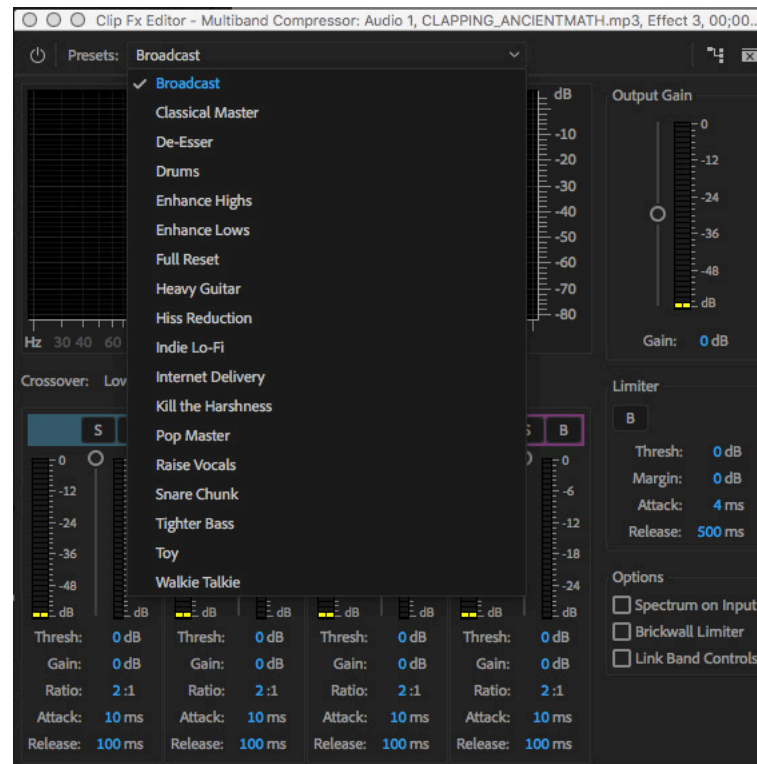 Clip Fx Editor - Multiband Compressor: Audio 1, CLAPPING_ANCIENTMATH.mp3, Effect 3, 00;00...
Presets: Broadcast
Broadcast
Classical Master
De-Esser
Drums
Enhance Highs
Enhance Lows
Full Reset
Heavy Guitar
Hiss Reduction
Indie Lo-Fi
Internet Delivery
Kill the Harshness
Pop Master
Raise Vocals
Snare Chunk
Tighter Bass
Toy
Walkie Talkie
dB
-10
-20
-30
-40
-50
-60
-70
-80
Hz 30 40 60
Output Gain
0
-12
-24
-36
-48
dB
Gain: 0 dB
Crossover: Low
S
S B
0
-12
-24
-36
-48
dB dB dB dB dB dB
0
-6
-12
-18
-24
dB
Thresh: 0 dB Thresh: 0 dB Thresh: 0 dB Thresh: 0 dB
Gain: 0 dB Gain: 0 dB Gain: 0 dB Gain: 0 dB
Ratio: 2 :1 Ratio: 2 :1 Ratio: 2 :1 Ratio: 2 :1
Attack: 10 ms Attack: 10 ms Attack: 10 ms Attack: 10 ms
Release: 100 ms Release: 100 ms Release: 100 ms Release: 100 ms
Limiter
B
Thresh: 0 dB
Margin: 0 dB
Attack: 4 ms
Release: 500 ms
Options
Spectrum on Input
Brickwall Limiter
Link Band Controls